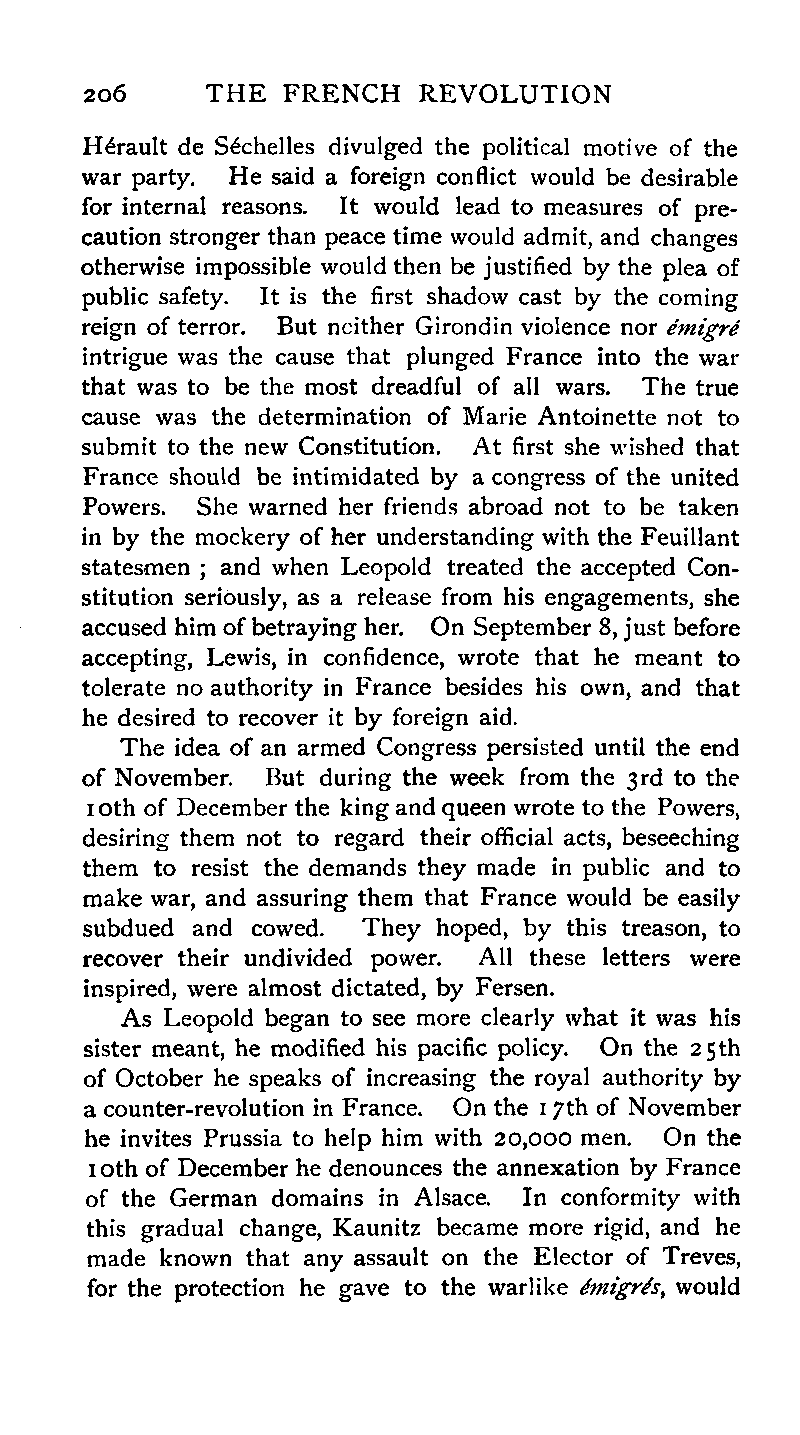 206 THE FRENCH REVOLUTION
Hérault de Séchelles divulged the political motive of the
war party. He said a foreign conflict would be desirable
for internal reasons. It would lead to measures of pre-
caution stronger than peace time would admit, and changes
otherwise impossible would then be justified by the plea of
public safety. It is the first shadow cast by the coming
reign of terror. But neither Girondin violence nor émigré
intrigue was the cause that plunged France into the war
that was to be the most dreadful of all wars. The true
cause was the determination of Marie Antoinette not to
submit to the new Constitution. At first she wished that
France should be intimidated by a congress of the united
Powers. She warned her friends abroad not to be taken
in by the mockery of her understanding with the Feuillant
statesmen ; and when Leopold treated the accepted Con-
stitution seriously, as a release from his engagements, she
accused him of betraying her. On September 8, just before
accepting, Lewis, in confidence, wrote that he meant to
tolerate no authority in France besides his own, and that
he desired to recover it by foreign aid.
The idea of an armed Congress persisted until the end
of November. But during the week from the 3rd to the
10th of December the king and queen wrote to the Powers,
desiring them not to regard their official acts, beseeching
them to resist the demands they made in public and to
make war, and assuring them that France would be easily
subdued and cowed. They hoped, by this treason, to
recover their undivided power. All these letters were
inspired, were almost dictated, by Fersen.
As Leopold began to see more clearly what it was his
sister meant, he modified his pacific policy. On the 25th
of October he speaks of increasing the royal authority by
a counter-revolution in France. On the 17th of November
he invites Prussia to help him with 20,000 men. On the
10th of December he denounces the annexation by France
of the German domains in Alsace. In conformity with
this gradual change, Kaunitz became more rigid, and he
made known that any assault on the Elector of Treves,
for the protection he gave to the warlike émigrés, would